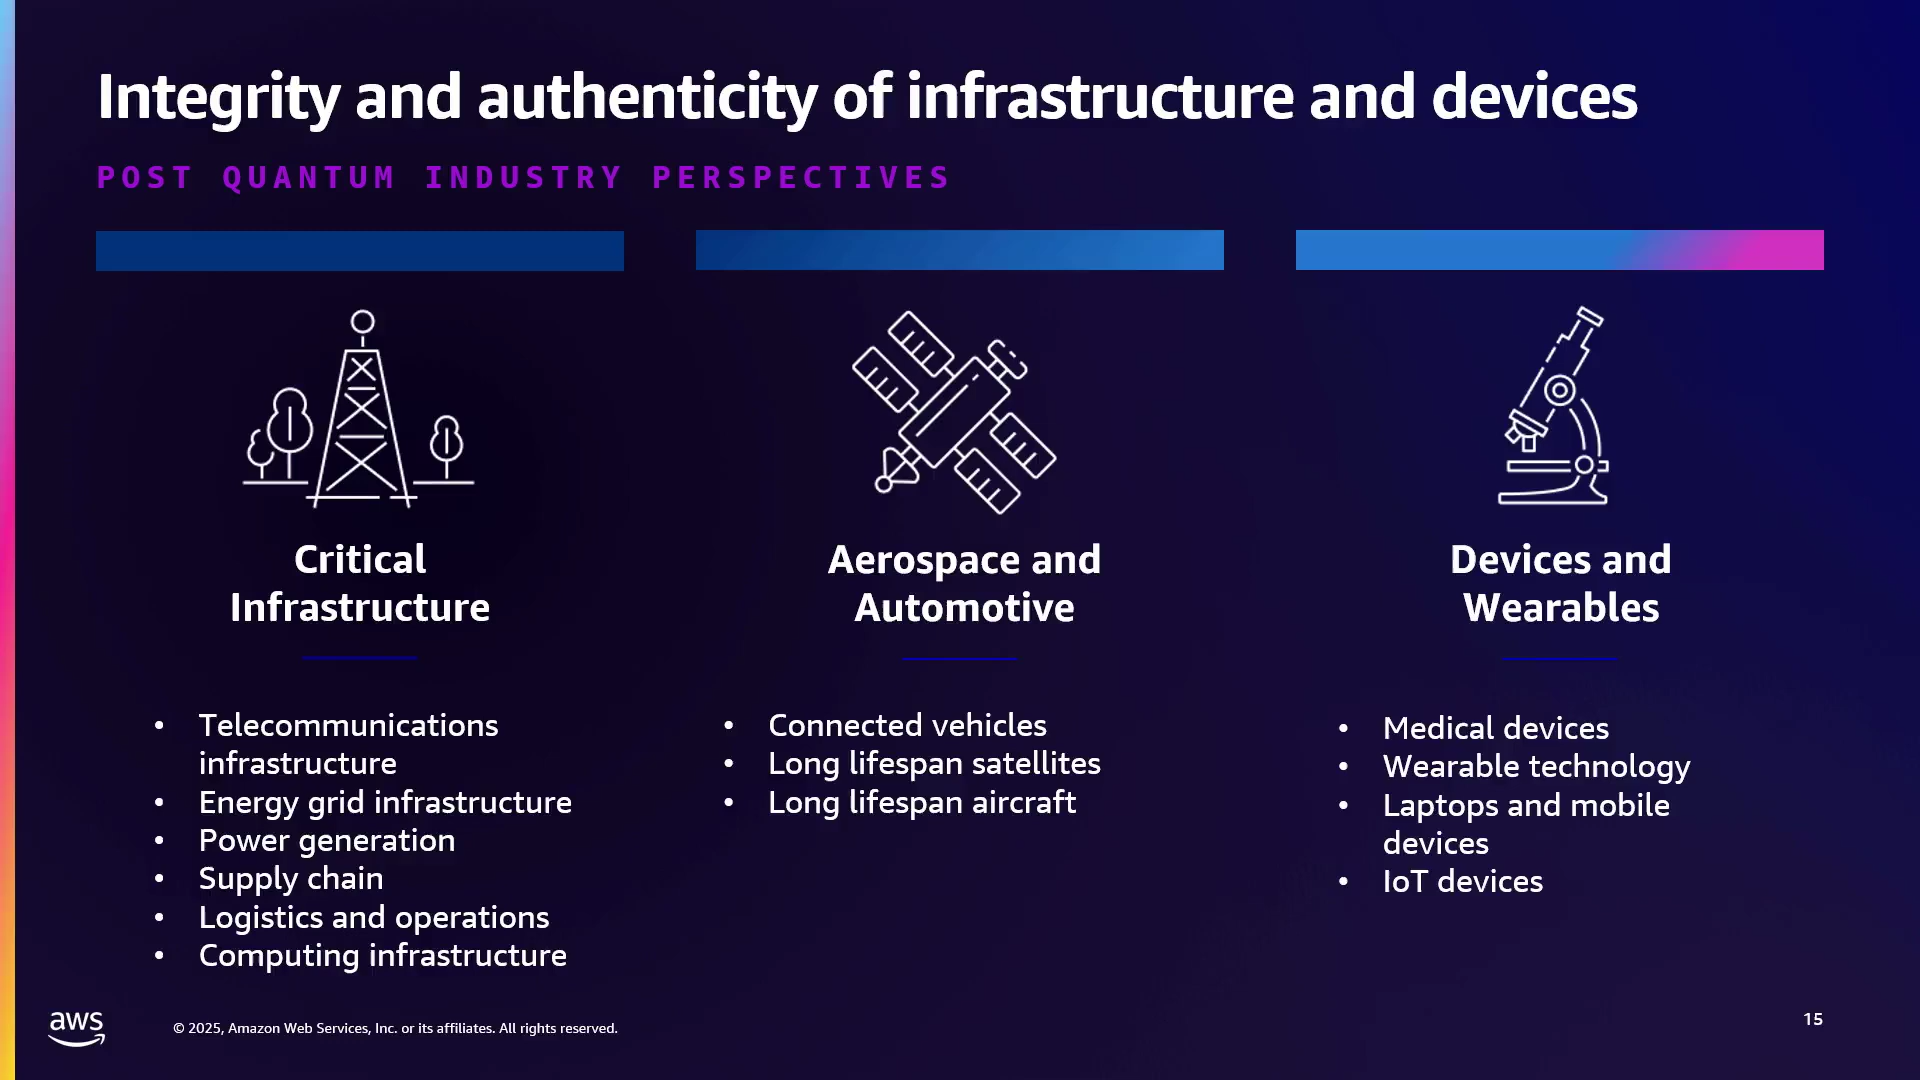 Integrity and authenticity of infrastructure and devices
POST QUANTUM INDUSTRY PERSPECTIVES
Critical
Infrastructure
• Telecommunications
infrastructure
• Energy grid infrastructure
• Power generation
• Supply chain
• Logistics and operations
• Computing infrastructure
Aerospace and
Automotive
• Connected vehicles
• Long lifespan satellites
• Long lifespan aircraft
Devices and
Wearables
• Medical devices
• Wearable technology
• Laptops and mobile
devices
• IoT devices
aws
© 2025, Amazon Web Services, Inc. or its affiliates. All rights reserved.
15